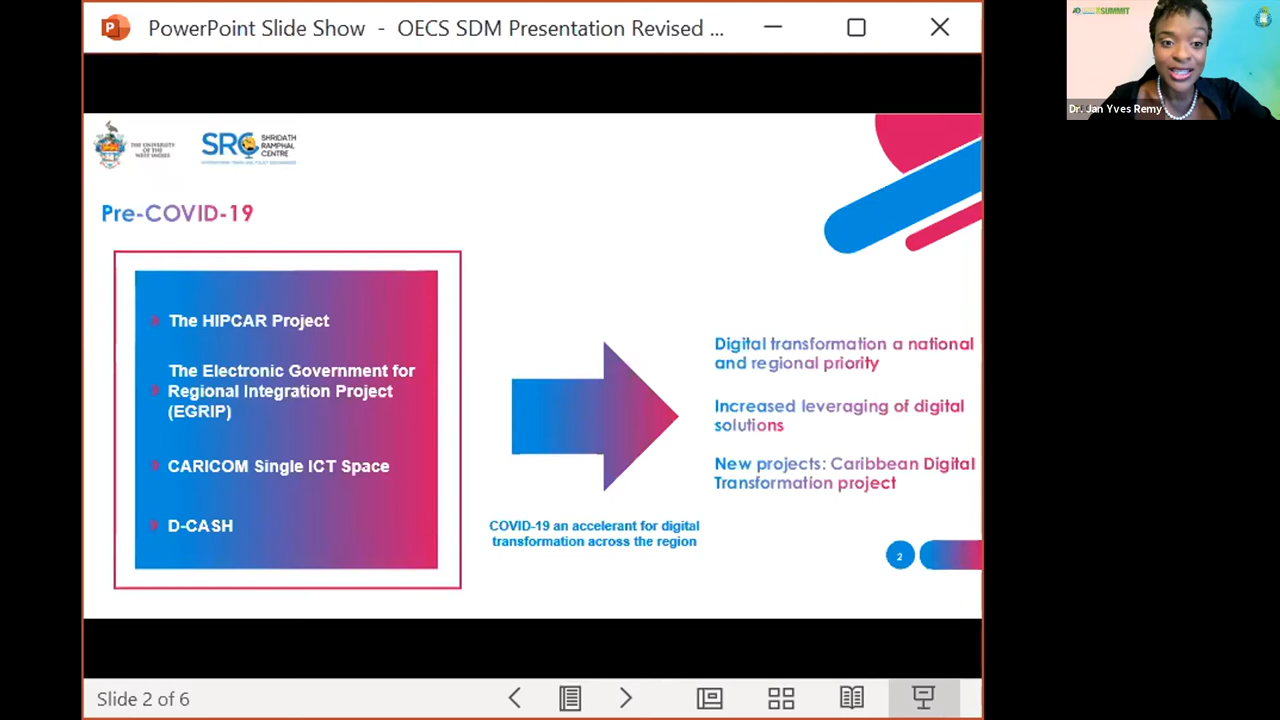 PowerPoint Slide Show - OECS SDM Presentation Revised ...
SUMMIT
Dr. Jan Yves Remy
THE UNIVERSITY
OF THE
WEST INDIES
SRC
SHRIDATH
RAMPHAL
CENTRE
Pre-COVID-19
The HIPCAR Project
The Electronic Government for
Regional Integration Project
(EGRIP)
CARICOM Single ICT Space
D-CASH
COVID-19 an accelerant for digital
transformation across the region
Digital transformation a national
and regional priority
Increased leveraging of digital
solutions
New projects: Caribbean Digital
Transformation project
2
Slide 2 of 6